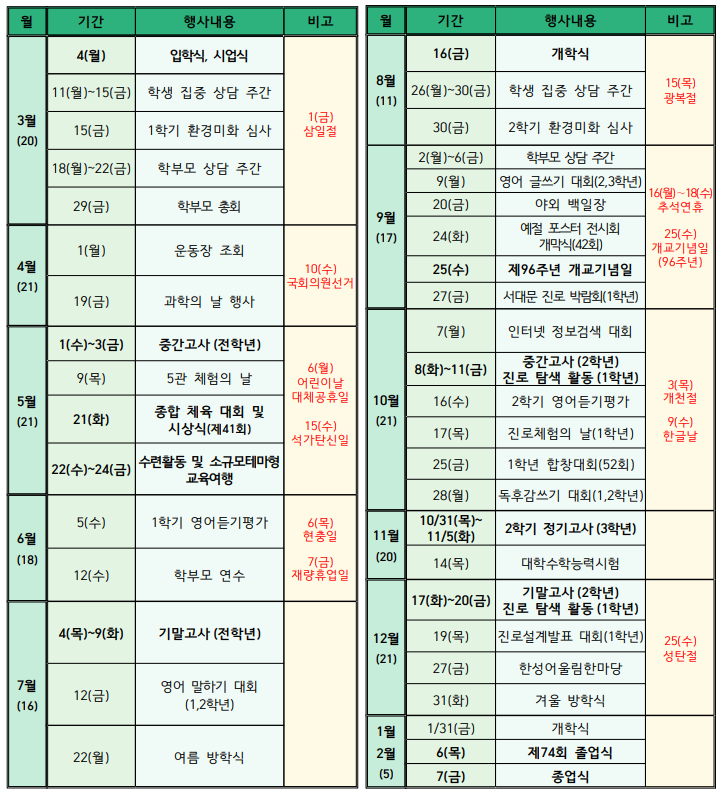 월 기간 행사내용 비고
3월
(20)
4(월) 입학식, 시업식
11(월)~15(금) 학생 집중 상담 주간
15(금) 1학기 환경미화 심사
18(월)~22(금) 학부모 상담 주간
29(금) 학부모 총회
1(금)
삼일절
4월
(21)
1(월) 운동장 조회
19(금) 과학의 날 행사
10(수)
국회의원선거
5월
(21)
1(수)~3(금) 중간고사 (전학년)
9(목) 5관 체험의 날
21(화) 종합 체육 대회 및
시상식(제41회)
22(수)~24(금) 수련활동 및 소규모테마형
교육여행
6(월)
어린이날
대체공휴일
15(수)
석가탄신일
6월
(18)
5(수) 1학기 영어듣기평가
12(수) 학부모 연수
6(목)
현충일
7(금)
재량휴업일
7월
(16)
4(목)~9(화) 기말고사 (전학년)
12(금) 영어 말하기 대회
(1,2학년)
22(월) 여름 방학식
월 기간 행사내용 비고
8월
(11)
16(금) 개학식
26(월)~30(금) 학생 집중 상담 주간
30(금) 2학기 환경미화 심사
15(목)
광복절
9월
(17)
2(월)~6(금) 학부모 상담 주간
9(월) 영어 글쓰기 대회(2,3학년)
20(금) 야외 백일장
24(화) 예절 포스터 전시회
개막식(42회)
25(수) 제96주년 개교기념일
27(금) 서대문 진로 박람회(1학년)
16(월)~18(수)
추석연휴
25(수)
개교기념일
(96주년)
10월
(21)
7(월) 인터넷 정보검색 대회
8(화)~11(금) 중간고사 (2학년)
진로 탐색 활동 (1학년)
16(수) 2학기 영어듣기평가
17(목) 진로체험의 날(1학년)
25(금) 1학년 합창대회(52회)
28(월) 독후감쓰기 대회(1,2학년)
3(목)
개천절
9(수)
한글날
11월
(20)
10/31(목)~
11/5(화) 2학기 정기고사 (3학년)
14(목) 대학수학능력시험
12월
(21)
17(화)~20(금) 기말고사 (2학년)
진로 탐색 활동 (1학년)
19(목) 진로설계발표 대회(1학년)
27(금) 한성어울림한마당
31(화) 겨울 방학식
25(수)
성탄절
1월
2월
(5)
1/31(금) 개학식
6(목) 제74회 졸업식
7(금) 종업식